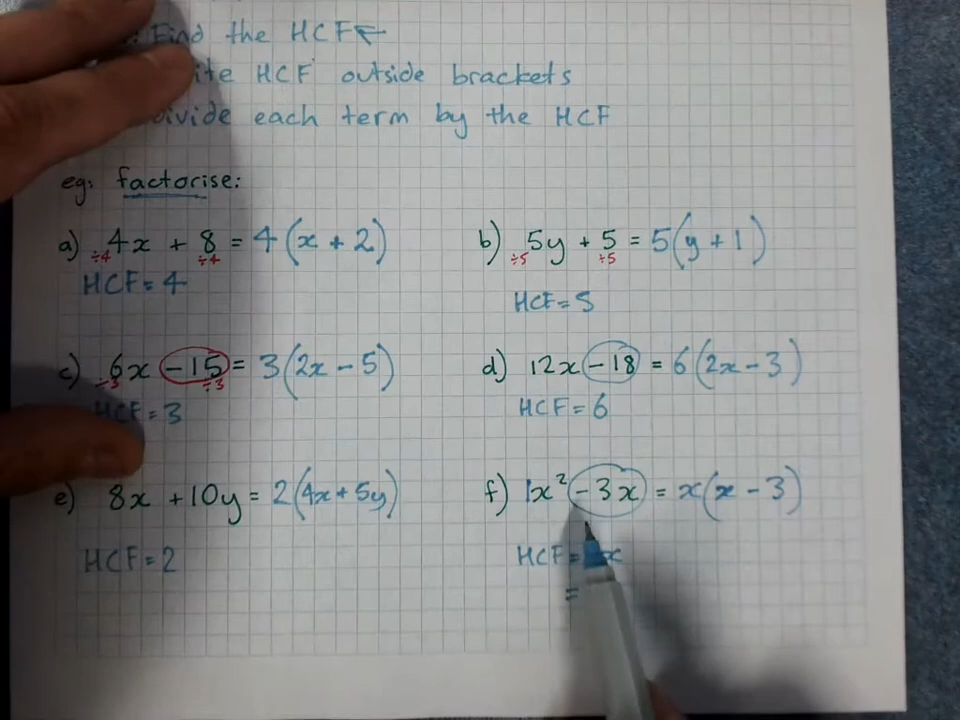 Find the HCF ←
HCF outside brackets
each term by the HCF
eg: factorise:
a) 4x + 8 = 4(x + 2)
÷4 ÷4
HCF = 4
b) 5y + 5 = 5(y + 1)
÷5 ÷5
HCF = 5
c) 6x - 15 = 3(2x - 5)
÷3 ÷3
HCF = 3
d) 12x - 18 = 6(2x - 3)
HCF = 6
e) 8x + 10y = 2(4x + 5y)
HCF = 2
f) 1x² - 3x = x(x - 3)
HCF = x
=